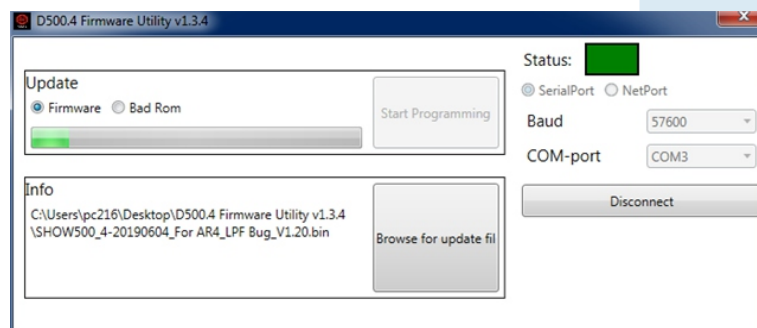 D500.4 Firmware Utility v1.3.4
Update
Firmware Bad Rom
Start Programming
Info
C:\Users\pc216\Desktop\D500.4 Firmware Utility v1.3.4
\SHOW500_4-20190604_For AR4_LPF Bug_V1.20.bin
Browse for update fil
Status:
SerialPort NetPort
Baud 57600
COM-port COM3
Disconnect